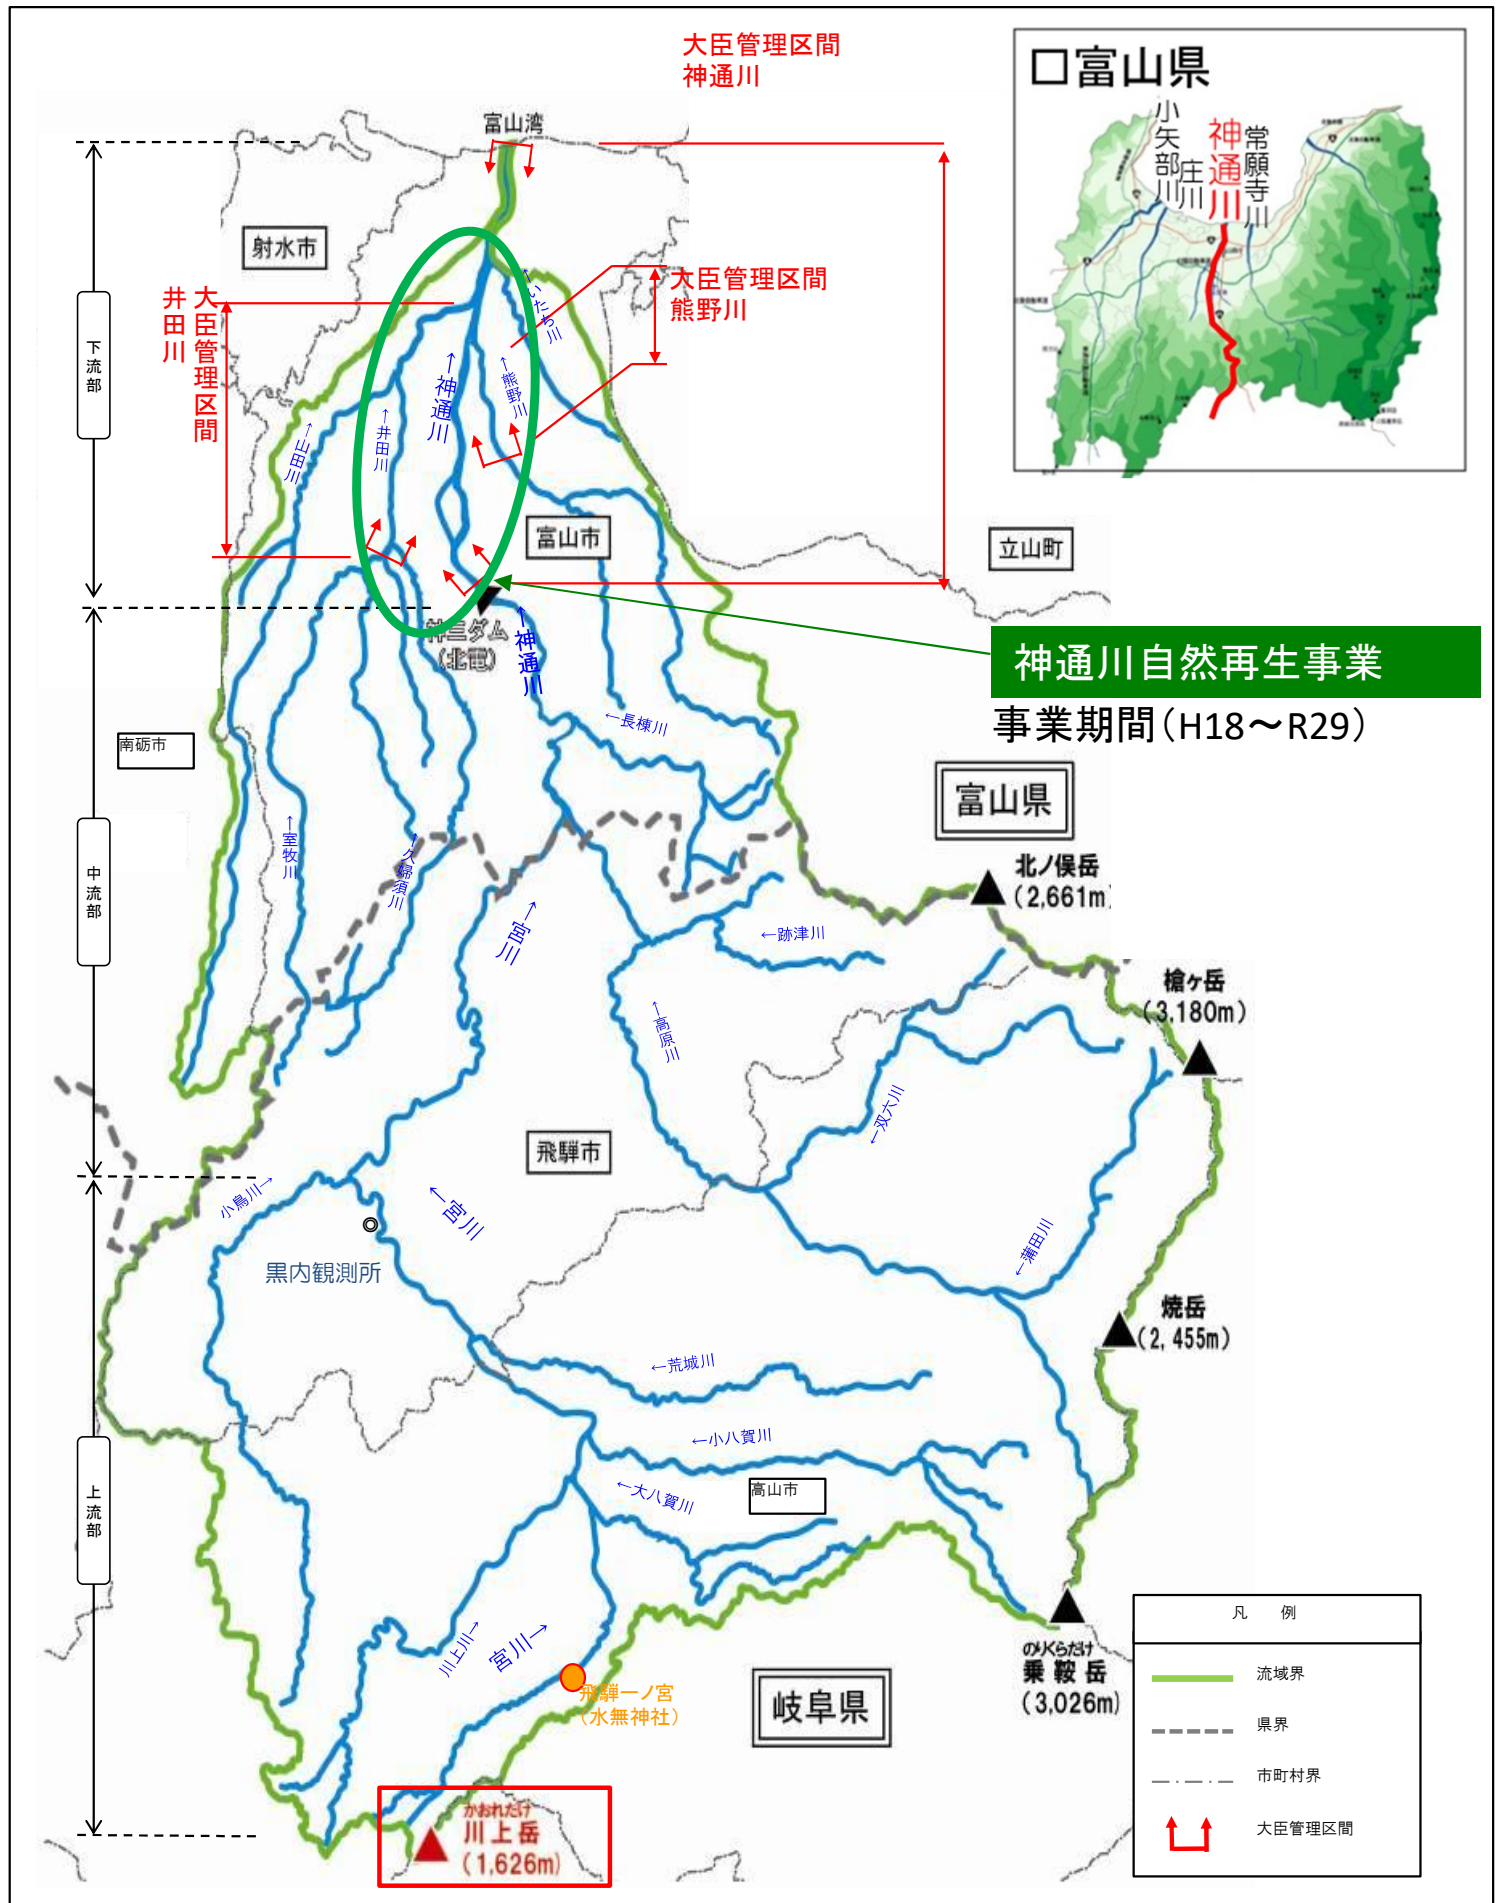 大臣管理区間
神通川
□富山県
小矢部川
庄川
神通川
常願寺川
富山湾
射水市
大臣管理区間
井田川
大臣管理区間
熊野川
←いたち川
←熊野川
←神通川
←井田川
山田川→
下流部
富山市
立山町
神三ダム
(北電)
←神通川
神通川自然再生事業
事業期間(H18～R29)
←長棟川
南砺市
富山県
中流部
←室牧川
←久婦須川
北ノ俣岳
(2,661m)
宮川→
←跡津川
槍ヶ岳
(3,180m)
←高原川
←双六川
飛騨市
小鳥川→
←宮川
←蒲田川
黒内観測所
焼岳
(2,455m)
←荒城川
←小八賀川
←大八賀川
高山市
上流部
川上川→
宮川→
飛騨一ノ宮
(水無神社)
のりくらだけ
乗鞍岳
(3,026m)
岐阜県
かおれだけ
川上岳
(1,626m)
凡 例
流域界
県界
市町村界
大臣管理区間